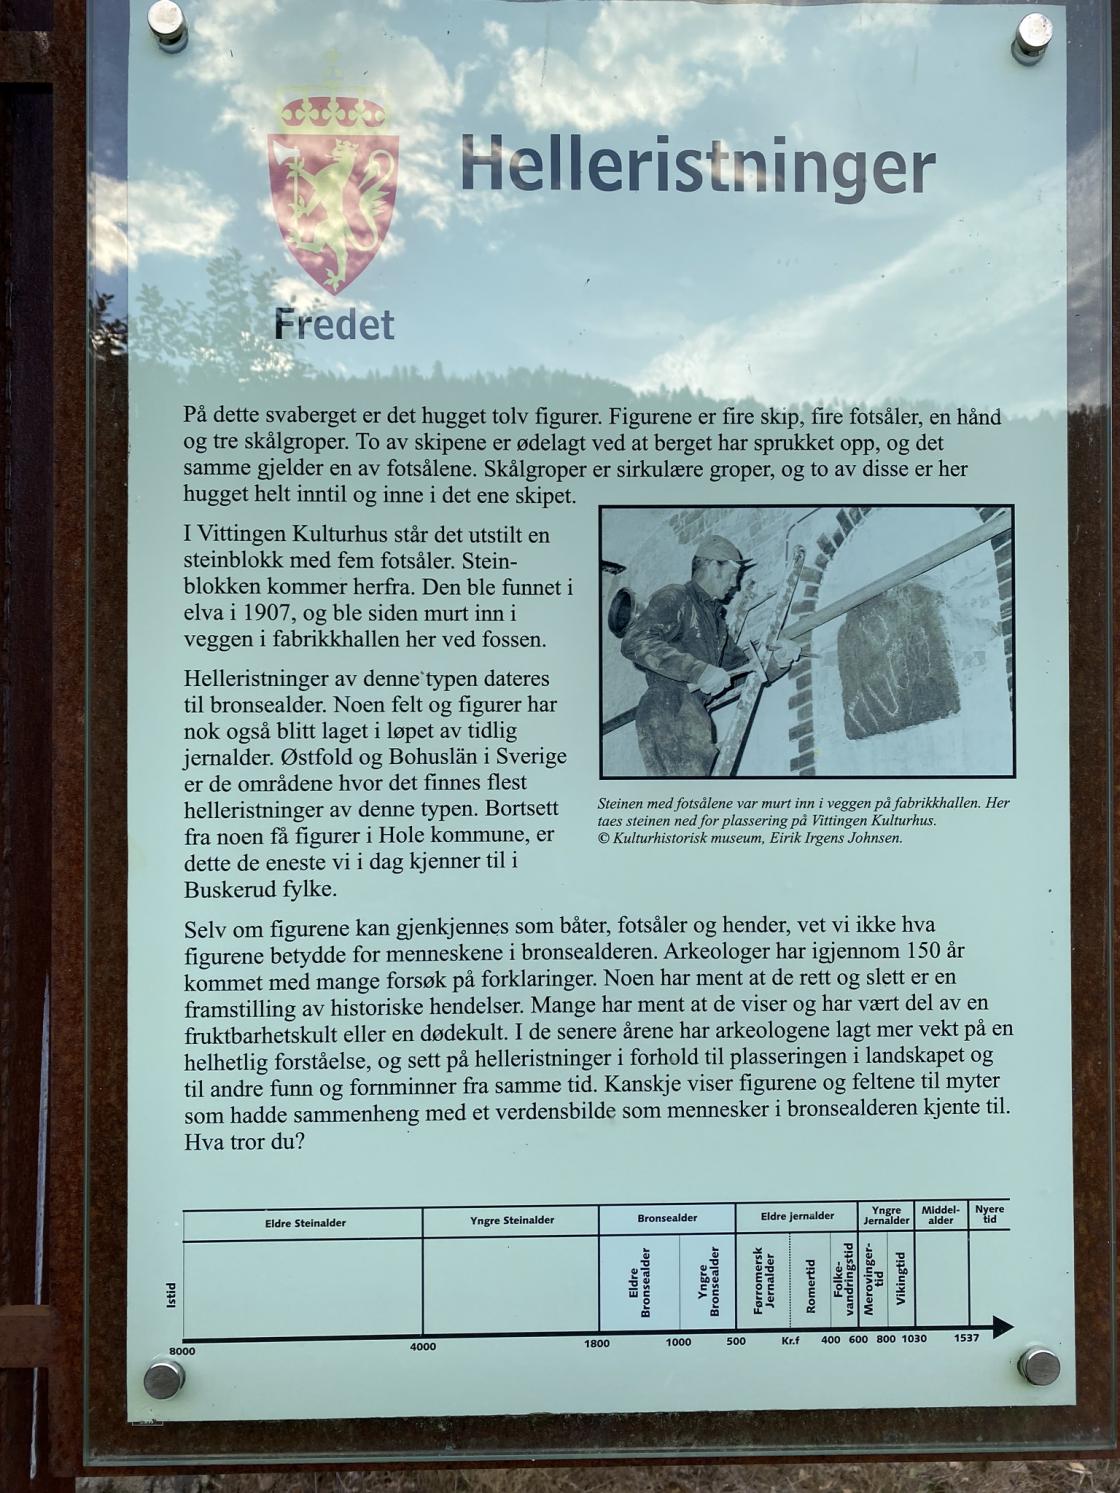 Helleristninger
Fredet
På dette svaberget er det hugget tolv figurer. Figurene er fire skip, fire fotsåler, en hånd
og tre skålgroper. To av skipene er ødelagt ved at berget har sprukket opp, og det
samme gjelder en av fotsålene. Skålgroper er sirkulære groper, og to av disse er her
hugget helt inntil og inne i det ene skipet.
I Vittingen Kulturhus står det utstilt en
steinblokk med fem fotsåler. Stein-
blokken kommer herfra. Den ble funnet i
elva i 1907, og ble siden murt inn i
veggen i fabrikkhallen her ved fossen.
Helleristninger av denne typen dateres
til bronsealder. Noen felt og figurer har
nok også blitt laget i løpet av tidlig
jernalder. Østfold og Bohuslän i Sverige
er de områdene hvor det finnes flest
helleristninger av denne typen. Bortsett
fra noen få figurer i Hole kommune, er
dette de eneste vi i dag kjenner til i
Buskerud fylke.
Steinen med fotsålene var murt inn i veggen på fabrikkhallen. Her
taes steinen ned for plassering på Vittingen Kulturhus.
© Kulturhistorisk museum, Eirik Irgens Johnsen.
Selv om figurene kan gjenkjennes som båter, fotsåler og hender, vet vi ikke hva
figurene betydde for menneskene i bronsealderen. Arkeologer har igjennom 150 år
kommet med mange forsøk på forklaringer. Noen har ment at de rett og slett er en
framstilling av historiske hendelser. Mange har ment at de viser og har vært del av en
fruktbarhetskult eller en dødekult. I de senere årene har arkeologene lagt mer vekt på en
helhetlig forståelse, og sett på helleristninger i forhold til plasseringen i landskapet og
til andre funn og fornminner fra samme tid. Kanskje viser figurene og feltene til myter
som hadde sammenheng med et verdensbilde som mennesker i bronsealderen kjente til.
Hva tror du?
Eldre Steinalder
Yngre Steinalder
Bronsealder
Eldre jernalder
Yngre
Jernalder
Middel-
alder
Nyere
tid
Istid
Eldre
Bronsealder
Yngre
Bronsealder
Førromersk
Jernalder
Romertid
Folke-
vandringstid
Merovinger-
tid
Vikingtid
8000 4000 1800 1000 500 Kr.f 400 600 800 1030 1537